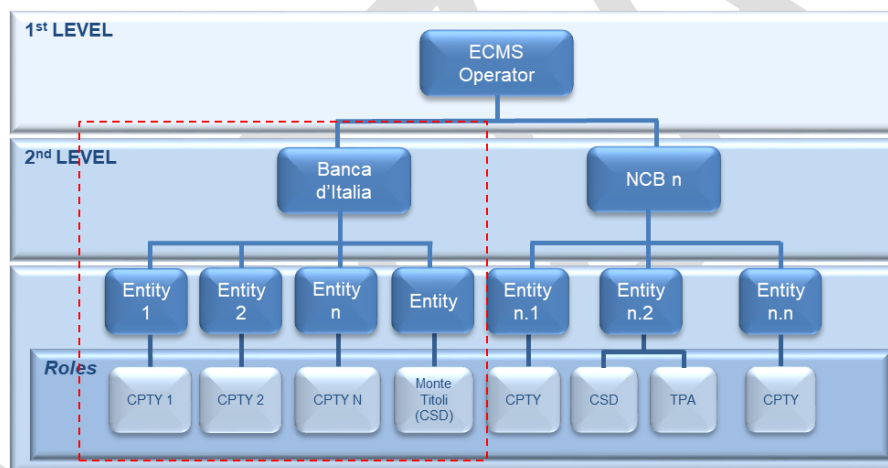 1st LEVEL
ECMS
Operator
2nd LEVEL
Banca
d'Italia
NCB n
Entity
1
Entity
2
Entity
n
Entity
Entity
n.1
Entity
n.2
Entity
n.n
Roles
CPTY 1
CPTY 2
CPTY N
Monte
Titoli
(CSD)
CPTY
CSD
TPA
CPTY